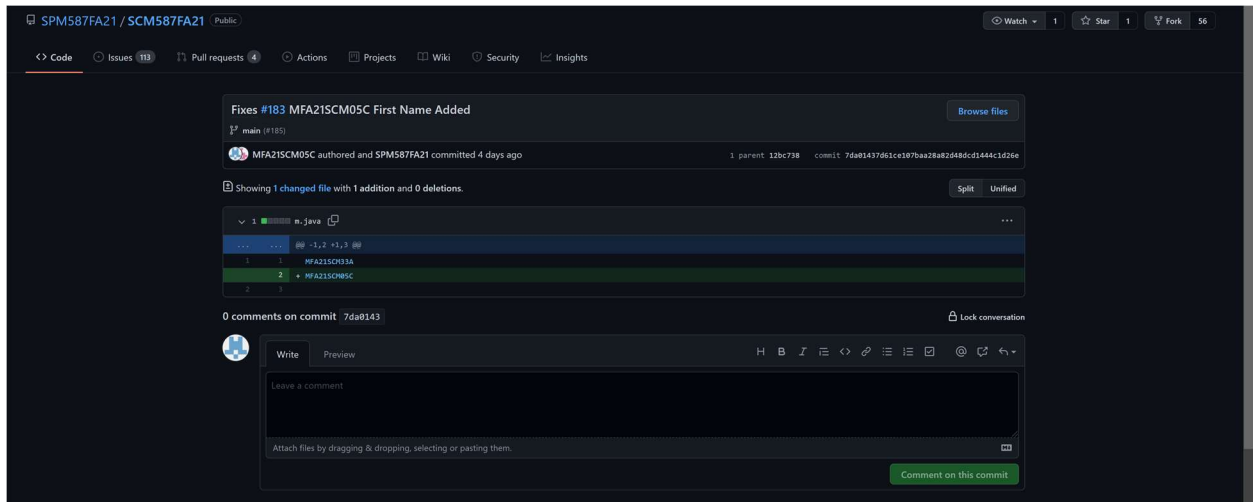 SPM587FA21 / SCM587FA21 Public Watch 1 Star 1 Fork 56
<> Code Issues 113 Pull requests 4 Actions Projects Wiki Security Insights
Fixes #183 MFA21SCM05C First Name Added Browse files
main (#185)
MFA21SCM05C authored and SPM587FA21 committed 4 days ago 1 parent 12bc738 commit 7da01437d61ce107baa28a82d48dcd1444c1d26e
Showing 1 changed file with 1 addition and 0 deletions. Split Unified
1 m.java ...
... ... @@ -1,2 +1,3 @@
1 1 MFA21SCM33A
2 + MFA21SCM05C
2 3
0 comments on commit 7da0143 Lock conversation
Write Preview H B I <> @
Leave a comment
Attach files by dragging & dropping, selecting or pasting them.
Comment on this commit